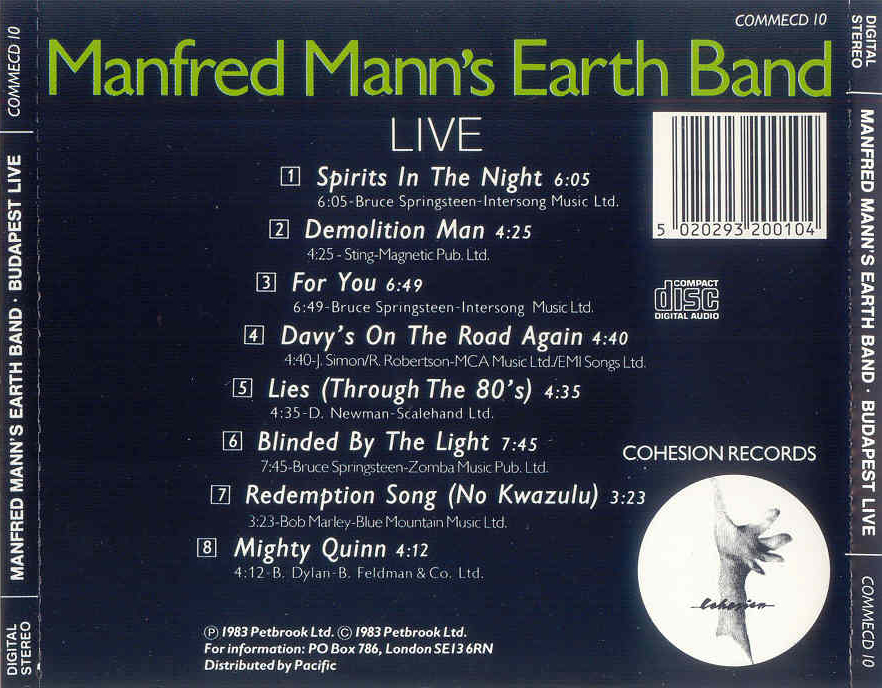 COMMECD 10
Manfred Mann's Earth Band
LIVE
1 Spirits In The Night 6:05
6:05-Bruce Springsteen-Intersong Music Ltd.
2 Demolition Man 4:25
4:25 - Sting-Magnetic Pub. Ltd.
3 For You 6:49
6:49-Bruce Springsteen-Intersong Music Ltd.
4 Davy's On The Road Again 4:40
4:40-J. Simon/R. Robertson-MCA Music Ltd./EMI Songs Ltd.
5 Lies (Through The 80's) 4:35
4:35-D. Newman-Scalehand Ltd.
6 Blinded By The Light 7:45
7:45-Bruce Springsteen-Zomba Music Pub. Ltd.
7 Redemption Song (No Kwazulu) 3:23
3:23-Bob Marley-Blue Mountain Music Ltd.
8 Mighty Quinn 4:12
4:12-B. Dylan-B. Feldman & Co. Ltd.
5 020293 200104
COMPACT
disc
DIGITAL AUDIO
COHESION RECORDS
Cohesion
℗ 1983 Petbrook Ltd. © 1983 Petbrook Ltd.
For information: PO Box 786, London SE13 6RN
Distributed by Pacific
DIGITAL
STEREO
MANFRED MANN'S EARTH BAND · BUDAPEST LIVE
COMMECD 10
DIGITAL
STEREO
MANFRED MANN'S EARTH BAND · BUDAPEST LIVE
COMMECD 10